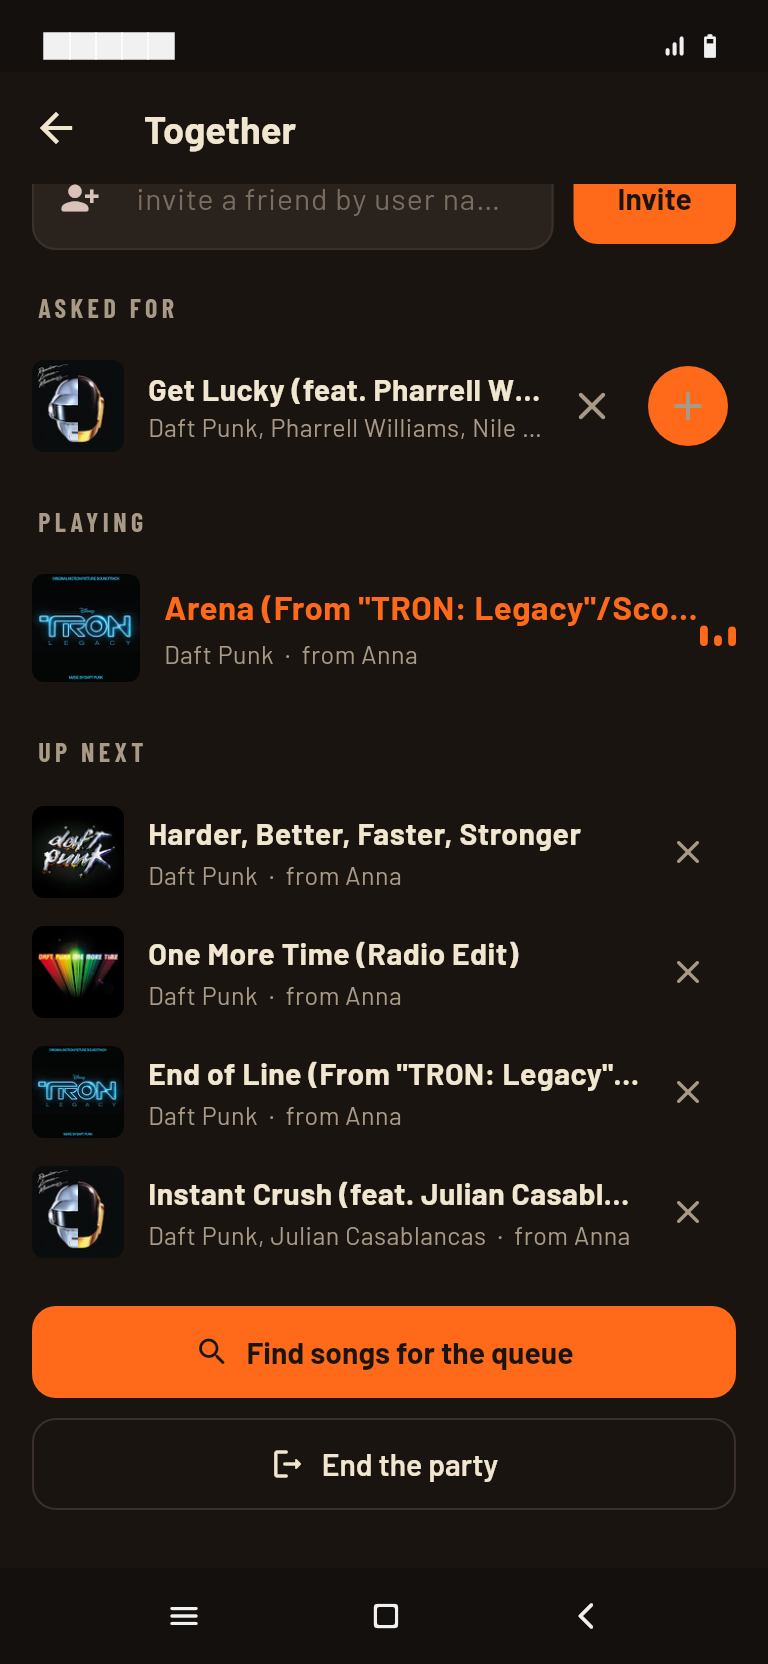 Together
invite a friend by user na...
Invite
ASKED FOR
Get Lucky (feat. Pharrell W...
Daft Punk, Pharrell Williams, Nile ...
PLAYING
Arena (From "TRON: Legacy"/Sco...
Daft Punk · from Anna
UP NEXT
Harder, Better, Faster, Stronger
Daft Punk · from Anna
One More Time (Radio Edit)
Daft Punk · from Anna
End of Line (From "TRON: Legacy"...
Daft Punk · from Anna
Instant Crush (feat. Julian Casabl...
Daft Punk, Julian Casablancas · from Anna
Find songs for the queue
End the party